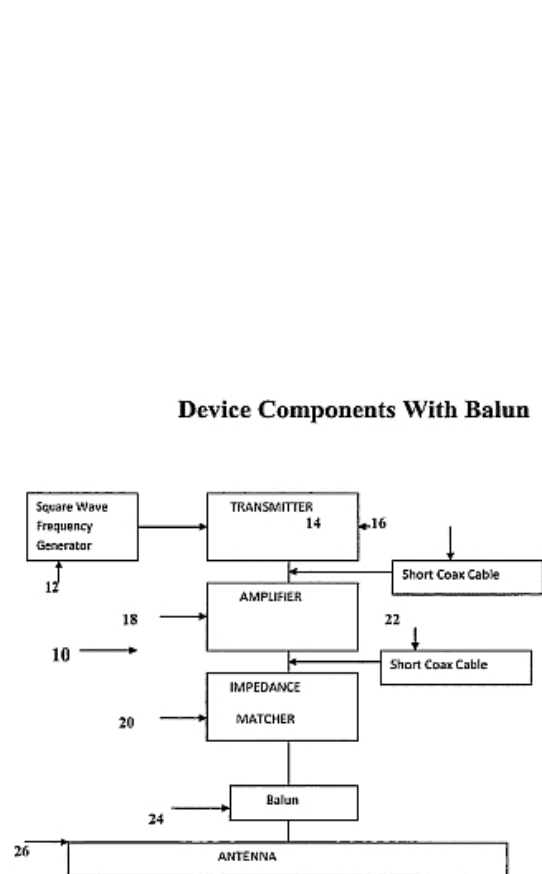 Device Components With Balun
Square Wave
Frequency
Generator
TRANSMITTER
14
16
12
Short Coax Cable
AMPLIFIER
18
22
10
Short Coax Cable
IMPEDANCE
MATCHER
20
Balun
24
26
ANTENNA